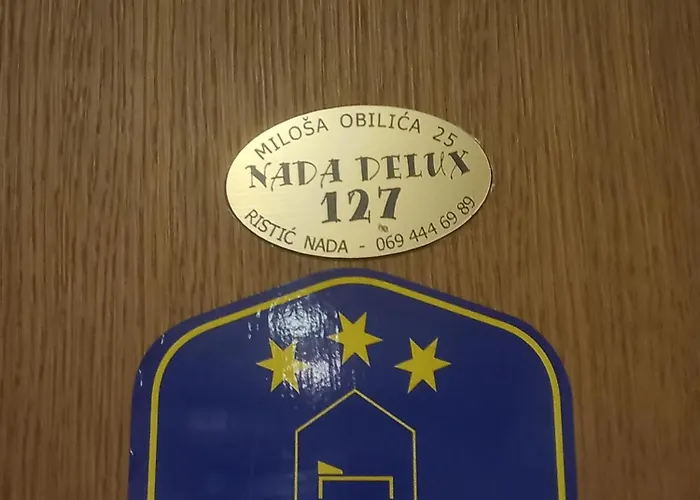 MILOŠA OBILIĆA 25
NADA DELUX
127
RISTIĆ NADA - 069 444 69 89